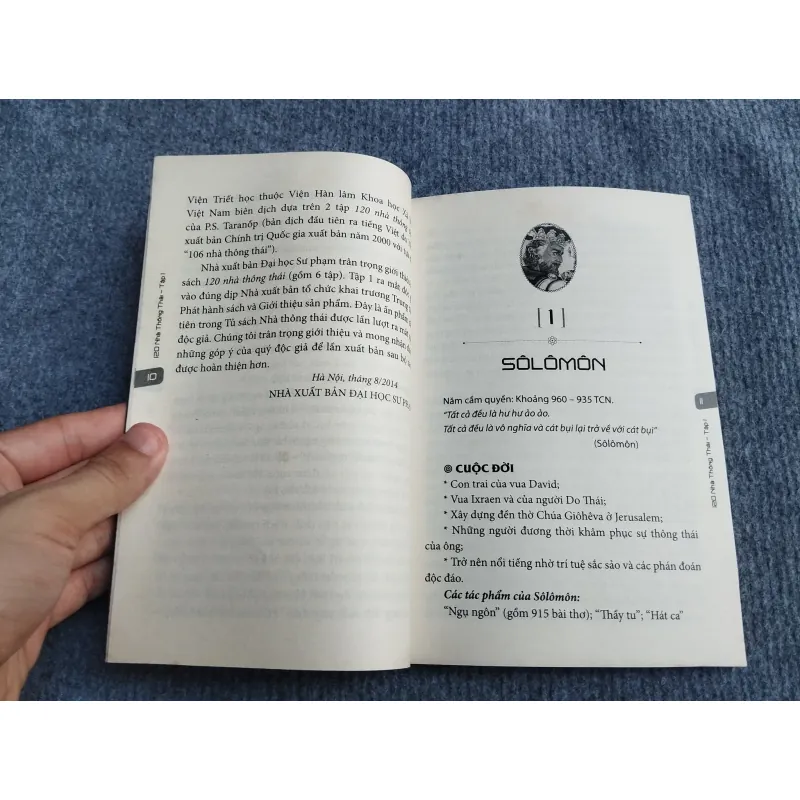 Viện Triết học thuộc Viện Hàn lâm Khoa học
Việt Nam biên dịch dựa trên 2 tập 120 nhà thông
của P.S. Taranốp (bản dịch đầu tiên ra tiếng Việt do
xuất bản Chính trị Quốc gia xuất bản năm 2000 với
“106 nhà thông thái”).
Nhà xuất bản Đại học Sư phạm trân trọng giới thiệu
sách 120 nhà thông thái (gồm 6 tập). Tập 1 ra mắt
vào đúng dịp Nhà xuất bản tổ chức khai trương Trung
Phát hành sách và Giới thiệu sản phẩm. Đây là ấn phẩm
tiên trong Tủ sách Nhà thông thái được lần lượt ra mắt
độc giả. Chúng tôi trân trọng giới thiệu và mong nhận
những góp ý của quý độc giả để lần xuất bản sau
được hoàn thiện hơn.
Hà Nội, tháng 8/2014
NHÀ XUẤT BẢN ĐẠI HỌC SƯ
10
120 Nhà Thông Thái - Tập 1
[1]
SÔLÔMÔN
Năm cầm quyền: Khoảng 960 – 935 TCN.
“Tất cả đều là hư hư ảo ảo.
Tất cả đều là vô nghĩa và cát bụi lại trở về với cát bụi”
(Sôlômôn)
CUỘC ĐỜI
* Con trai của vua David;
* Vua Ixraen và của người Do Thái;
* Xây dựng đền thờ Chúa Giôhêva ở Jerusalem;
* Những người đương thời khâm phục sự thông thái
của ông;
* Trở nên nổi tiếng nhờ trí tuệ sắc sảo và các phán đoán
độc đáo.
Các tác phẩm của Sôlômôn:
“Ngụ ngôn” (gồm 915 bài thơ); “Thầy tu”; “Hát ca”
11
120 Nhà Thông Thái - Tập 1